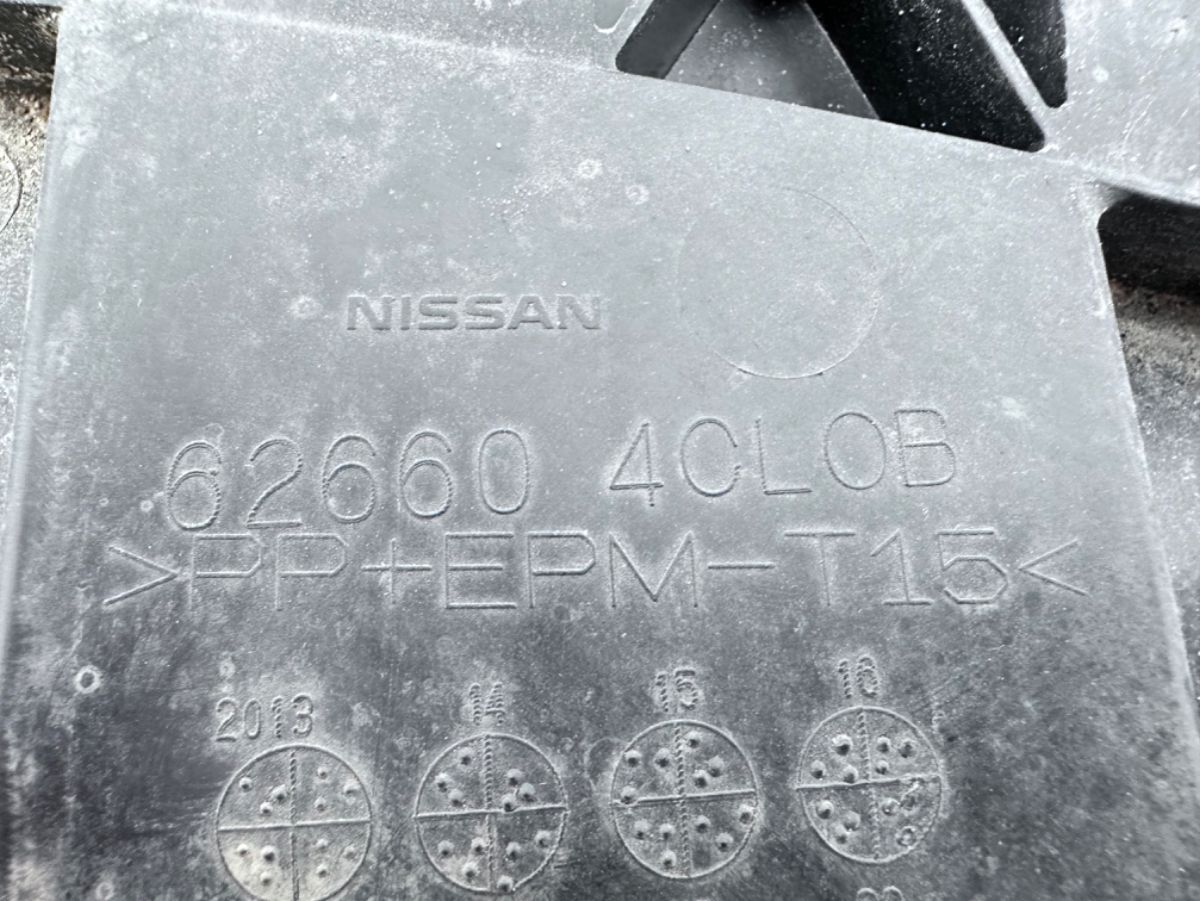 NISSAN
62660 4CL0B
>PP+EPM-T15<
2013 14 15 16